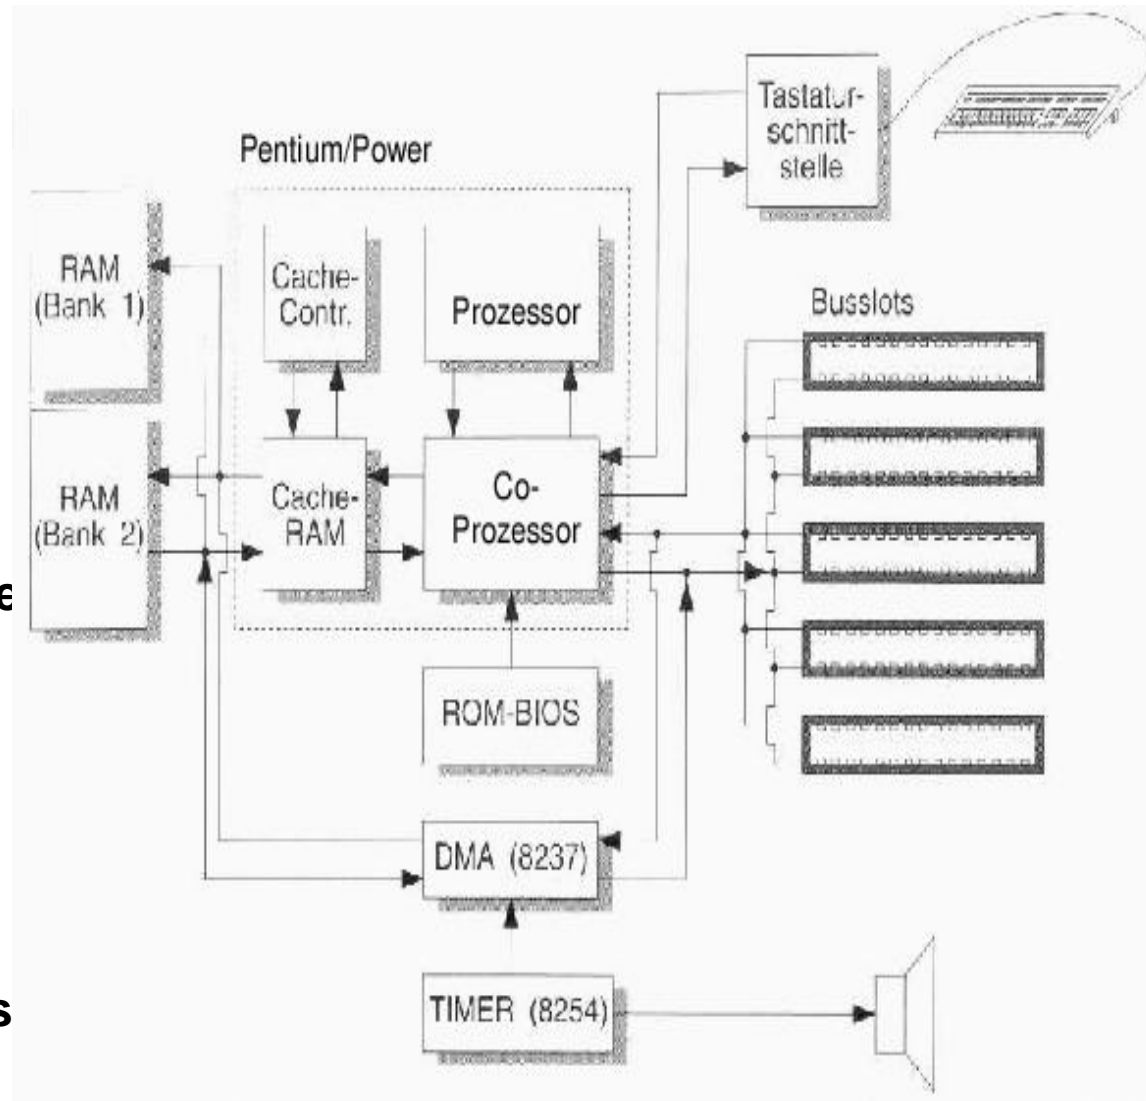 Tastatur-
schnitt-
stelle
Pentium/Power
RAM
(Bank 1)
Cache-
Contr.
Prozessor
Busslots
RAM
(Bank 2)
Cache-
RAM
Co-
Prozessor
e
ROM-BIOS
DMA (8237)
s
TIMER (8254)